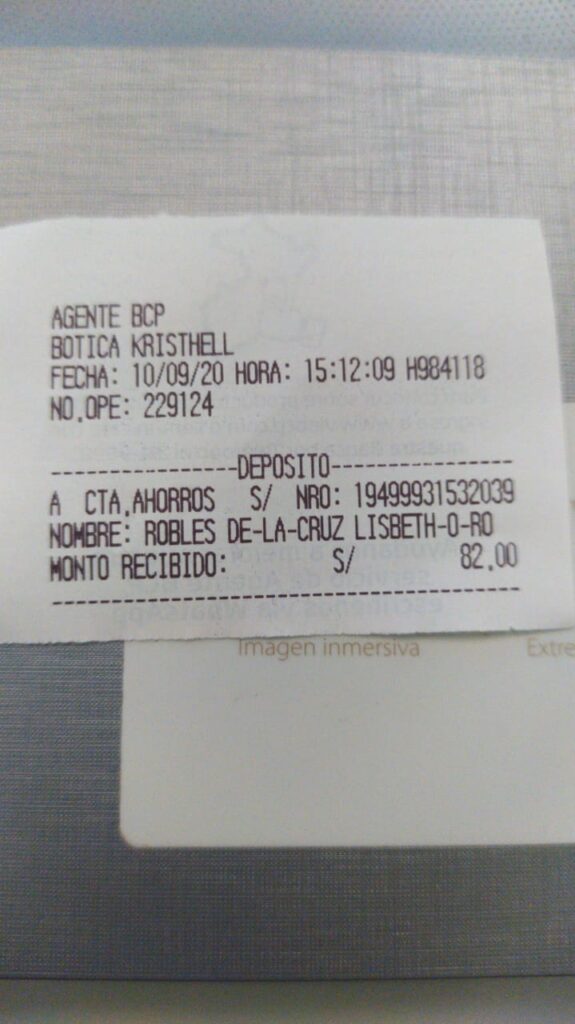 AGENTE BCP
BOTICA KRISTHELL
FECHA: 10/09/20 HORA: 15:12:09 H984118
NO.OPE: 229124
-----------------DEPOSITO-----------------
A CTA.AHORROS S/ NRO: 19499931532039
NOMBRE: ROBLES DE-LA-CRUZ LISBETH-O-RO
MONTO RECIBIDO: S/ 82.00
------------------------------------------
Imagen inmersiva
Extre